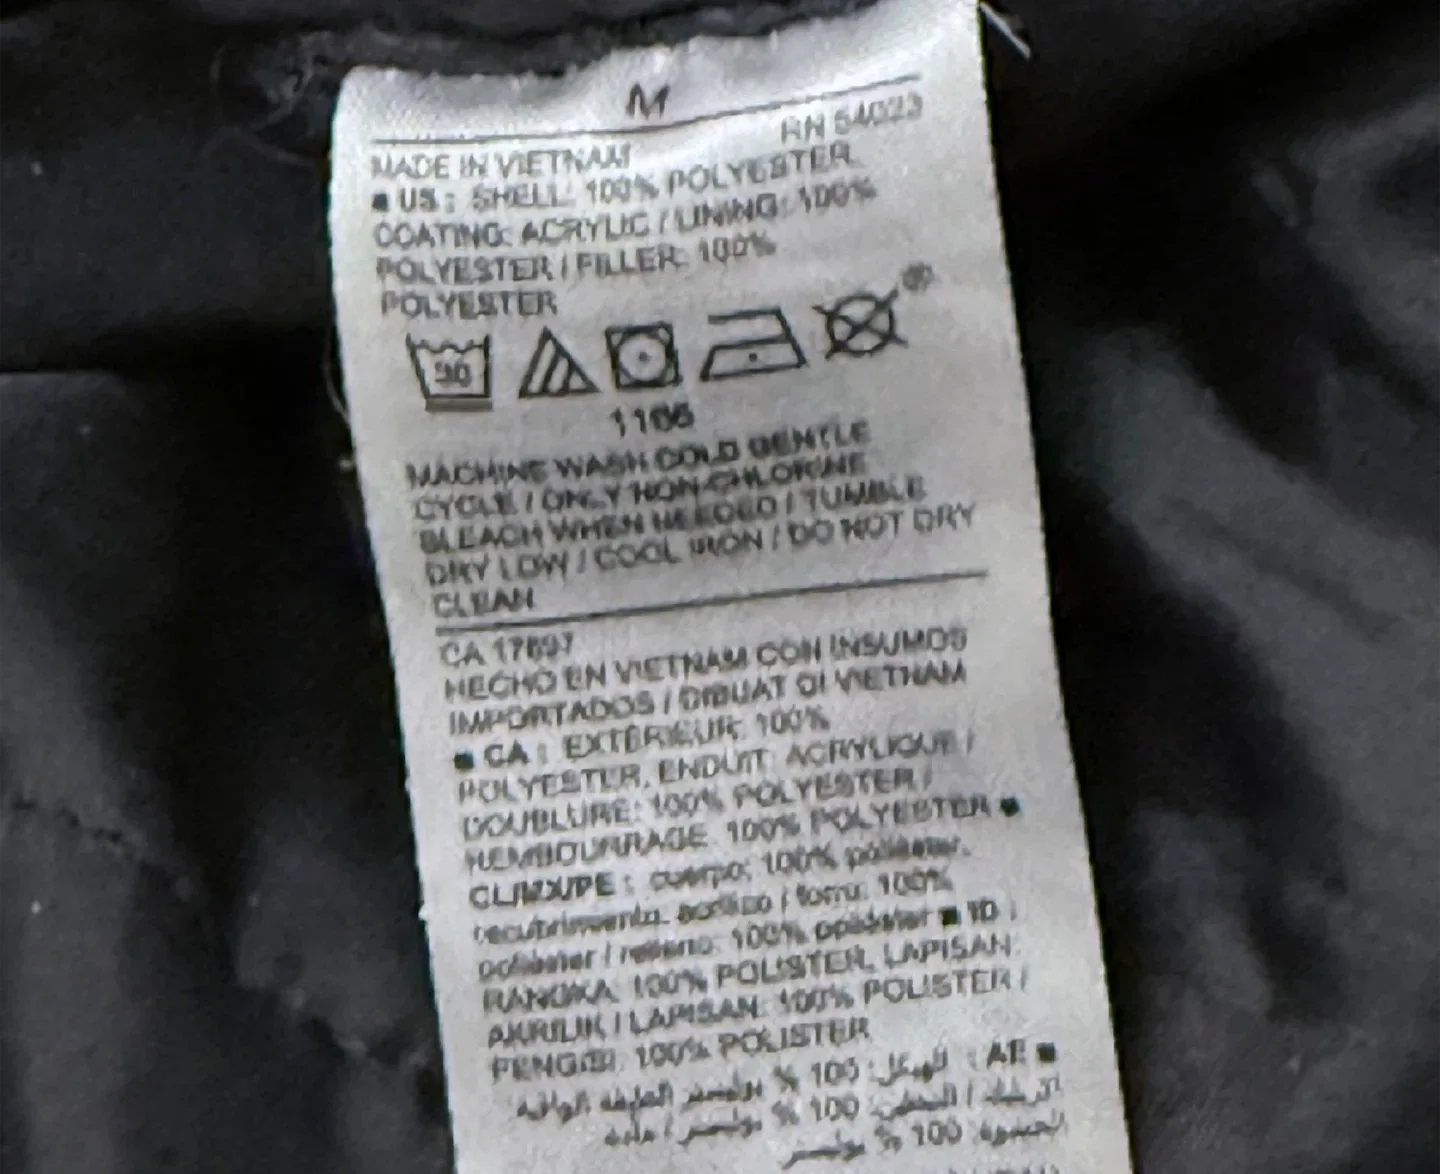 M
RN 54023
MADE IN VIETNAM
■ US : SHELL: 100% POLYESTER
COATING: ACRYLIC / LINING: 100%
POLYESTER / FILLER: 100%
POLYESTER
30
1166
MACHINE WASH COLD GENTLE
CYCLE / ONLY NON-CHLORINE
BLEACH WHEN NEEDED / TUMBLE
DRY LOW / COOL IRON / DO NOT DRY
CLEAN
CA 17897
HECHO EN VIETNAM CON INSUMOS
IMPORTADOS / DIBUAT DI VIETNAM
■ CA : EXTÉRIEUR: 100%
POLYESTER, ENDUIT: ACRYLIQUE /
DOUBLURE: 100% POLYESTER /
REMBOURRAGE: 100% POLYESTER ■
CL/MX/PE : cuerpo: 100% poliéster,
recubrimiento: acrílico / forro: 100%
poliéster / relleno: 100% poliéster ■ ID :
RANGKA: 100% POLISTER, LAPISAN:
AKRILIK / LAPISAN: 100% POLISTER /
PENGISI: 100% POLISTER
■ AE : الهيكل: 100 %
100 %
100 % بوليستر